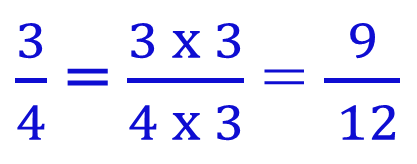 3/4 = 3 x 3 / 4 x 3 = 9/12